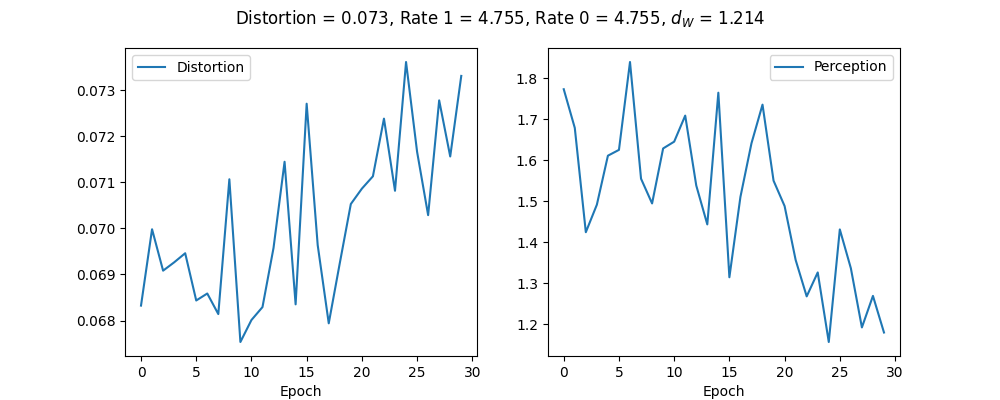 Distortion = 0.073, Rate 1 = 4.755, Rate 0 = 4.755, d_W = 1.214
Distortion
0.073
0.072
0.071
0.070
0.069
0.068
0 5 10 15 20 25 30
Epoch
Perception
1.8
1.7
1.6
1.5
1.4
1.3
1.2
0 5 10 15 20 25 30
Epoch